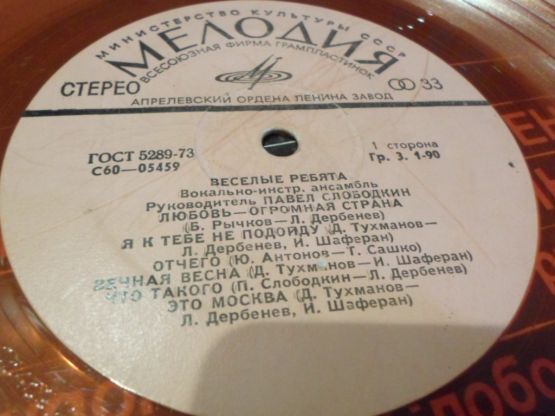 МИНИСТЕРСТВО КУЛЬТУРЫ СССР
МЕЛОДИЯ
ВСЕСОЮЗНАЯ ФИРМА ГРАМПЛАСТИНОК
СТЕРЕО
33
АПРЕЛЕВСКИЙ ОРДЕНА ЛЕНИНА ЗАВОД
ГОСТ 5289-73
С60—05459
1 сторона
Гр. 3. 1-90
ВЕСЕЛЫЕ РЕБЯТА
Вокально-инстр. ансамбль
Руководитель ПАВЕЛ СЛОБОДКИН
ЛЮБОВЬ—ОГРОМНАЯ СТРАНА
(Б. Рычков—Л. Дербенев)
Я К ТЕБЕ НЕ ПОДОЙДУ (Д. Тухманов—
Л. Дербенев, И. Шаферан)
ОТЧЕГО (Ю. Антонов—Т. Сашко)
ВЕЧНАЯ ВЕСНА (Д. Тухманов—И. Шаферан)
ЧТО ТАКОГО (П. Слободкин—Л. Дербенев)
ЭТО МОСКВА (Д. Тухманов—
Л. Дербенев, И. Шаферан)